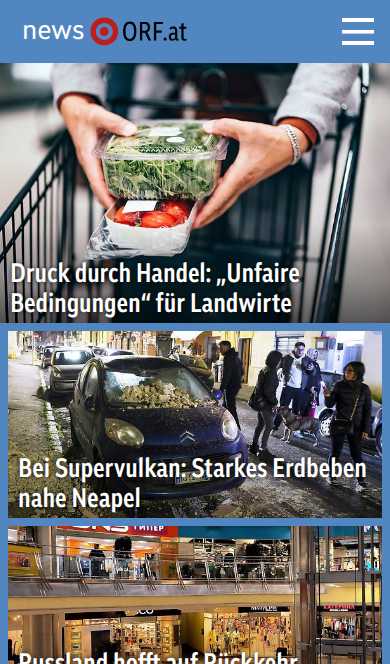 news ORF.at
Druck durch Handel: „Unfaire
Bedingungen“ für Landwirte
Bei Supervulkan: Starkes Erdbeben
nahe Neapel
Russland hofft auf Rückkehr